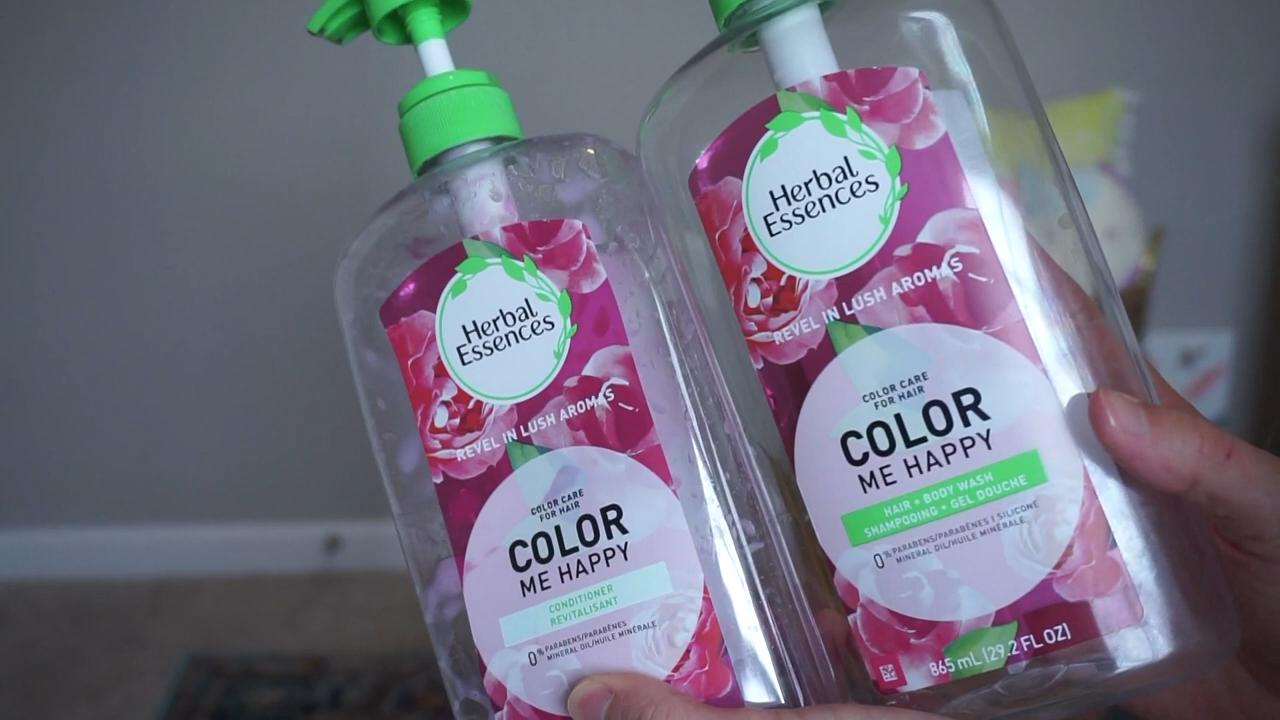 Herbal
Essences
REVEL IN LUSH AROMAS
COLOR CARE
FOR HAIR
COLOR
ME HAPPY
CONDITIONER
REVITALISANT
0% PARABENS/PARABÈNES
MINERAL OIL/HUILE MINÉRALE
Herbal
Essences
REVEL IN LUSH AROMAS
COLOR CARE
FOR HAIR
COLOR
ME HAPPY
HAIR + BODY WASH
SHAMPOOING + GEL DOUCHE
0% PARABENS/PARABÈNES | SILICONE
MINERAL OIL/HUILE MINÉRALE
865 mL (29.2 FL OZ)